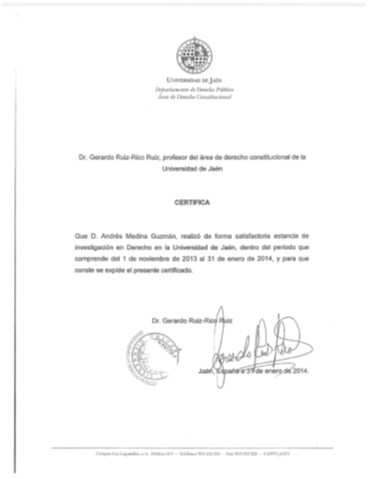 UNIVERSIDAD DE JAÉN
Departamento de Derecho Público
Área de Derecho Constitucional
Dr. Gerardo Ruiz-Rico Ruiz, profesor del área de derecho constitucional de la
Universidad de Jaén
CERTIFICA
Que D. Andrés Medina Guzmán, realizó de forma satisfactoria estancia de
investigación en Derecho en la Universidad de Jaén, dentro del periodo que
comprende del 1 de noviembre de 2013 al 31 de enero de 2014, y para que
conste se expide el presente certificado.
Dr. Gerardo Ruiz-Rico Ruiz
Jaén, España a 31 de enero de 2014.
Campus Las Lagunillas, s/n.